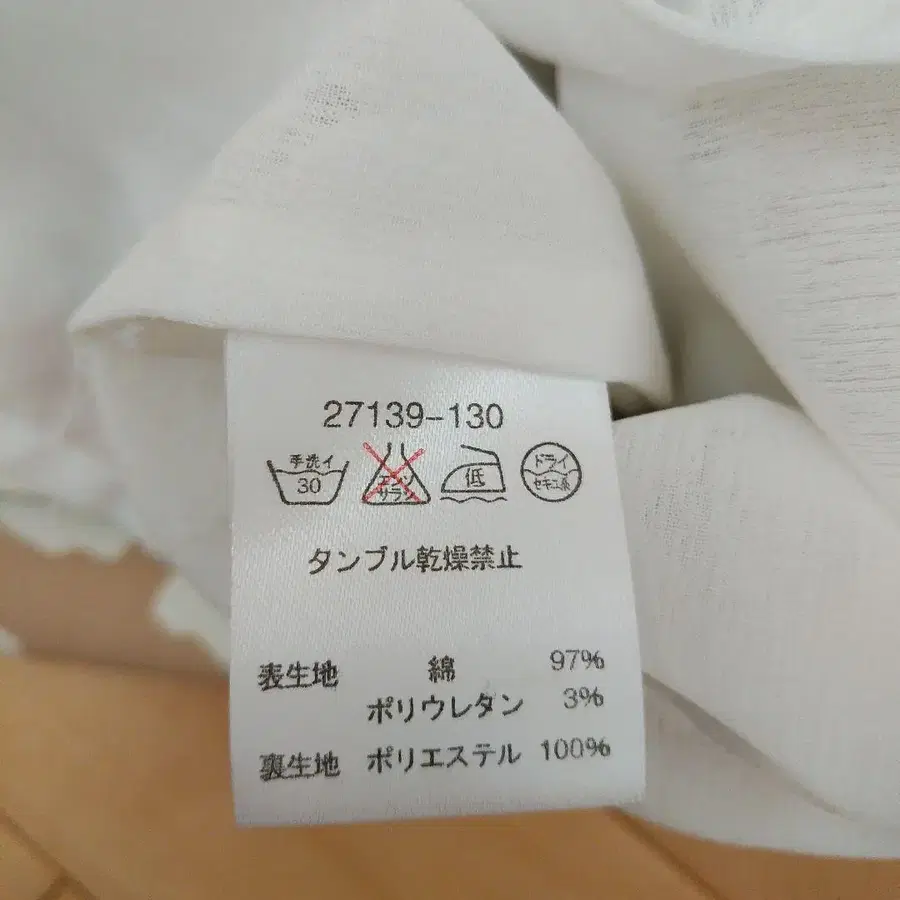 27139-130
手洗イ
30
エンソ
サラシ
低
ドライ
セキユ系
タンブル乾燥禁止
表生地 綿 97%
ポリウレタン 3%
裏生地 ポリエステル 100%